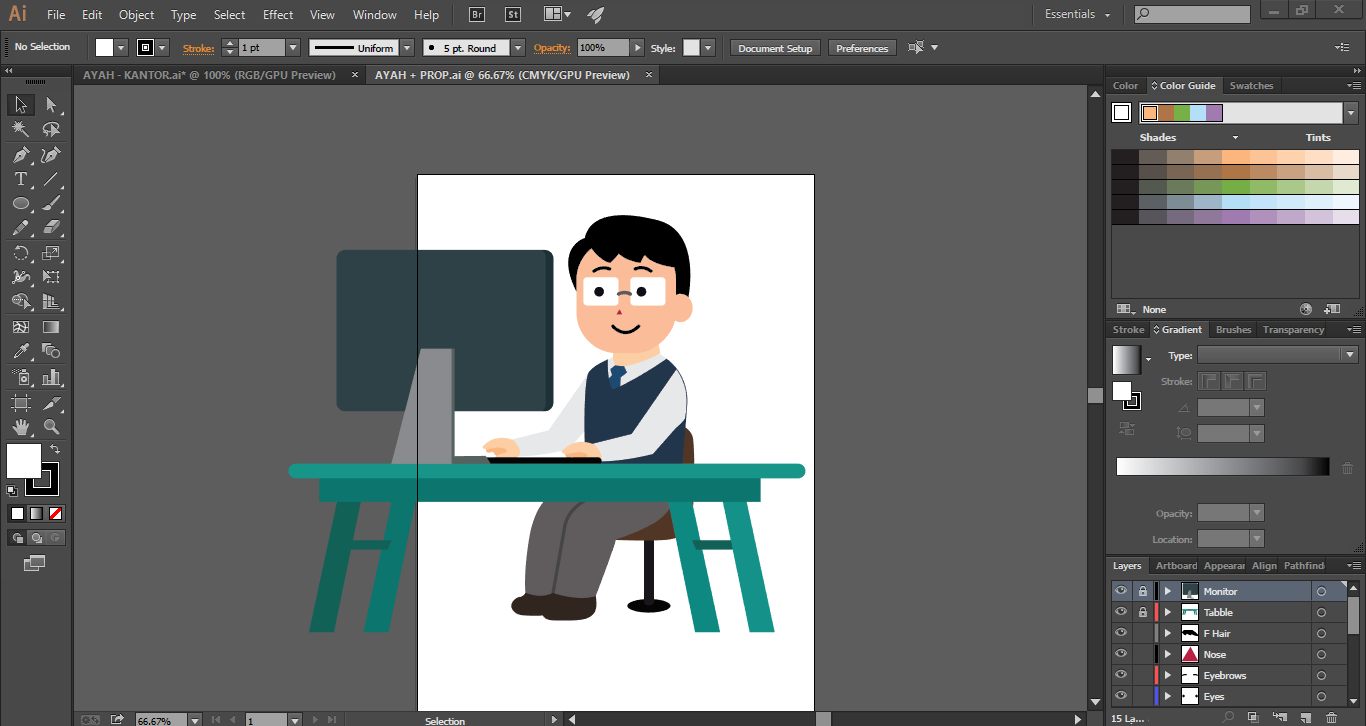 Ai File Edit Object Type Select Effect View Window Help Br St Essentials
No Selection Stroke: 1 pt Uniform 5 pt. Round Opacity: 100% Style: Document Setup Preferences
AYAH - KANTOR.ai* @ 100% (RGB/GPU Preview) × AYAH + PROP.ai @ 66.67% (CMYK/GPU Preview) ×
Color Color Guide Swatches
Shades Tints
None
Stroke Gradient Brushes Transparency
Type:
Stroke:
Opacity:
Location:
Layers Artboard Appearar Align Pathfind
Monitor
Tabble
F Hair
Nose
Eyebrows
Eyes
15 La...
66.67% 1 Selection